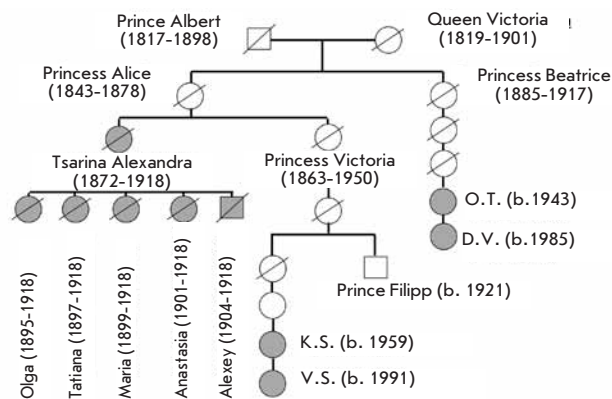 Prince Albert
(1817-1898)
Queen Victoria
(1819-1901)
Princess Alice
(1843-1878)
Princess Beatrice
(1885-1917)
Tsarina Alexandra
(1872-1918)
Princess Victoria
(1863-1950)
O.T. (b.1943)
D.V. (b.1985)
Prince Filipp (b. 1921)
Olga (1895-1918)
Tatiana (1897-1918)
Maria (1899-1918)
Anastasia (1901-1918)
Alexey (1904-1918)
K.S. (b. 1959)
V.S. (b. 1991)